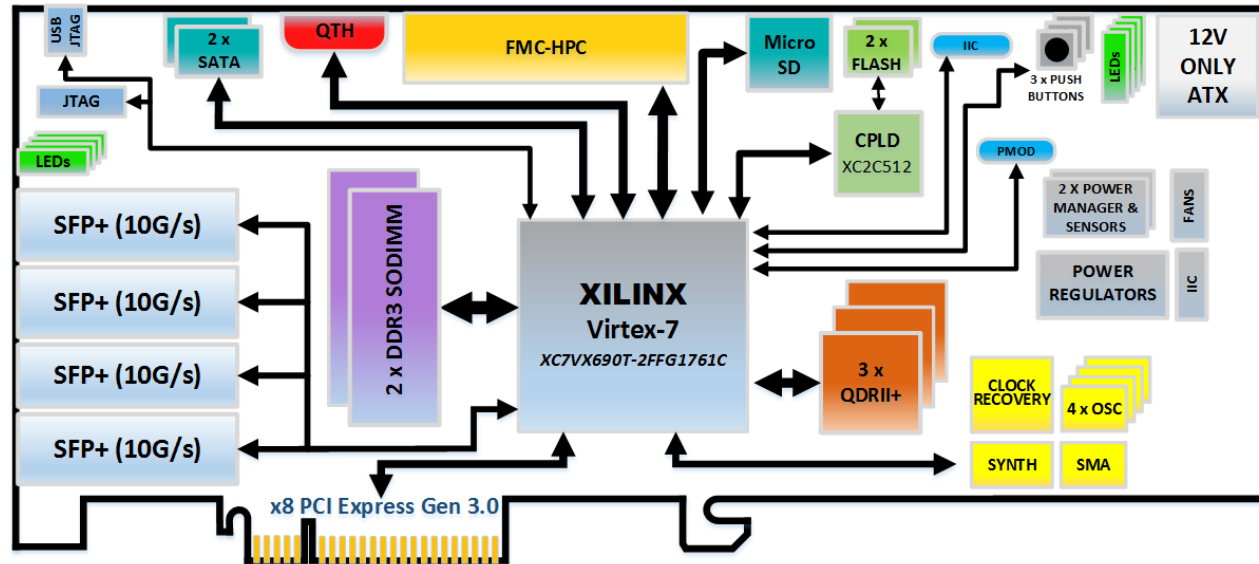 USB
JTAG
2 x
SATA
QTH
FMC-HPC
Micro
SD
2 x
FLASH
IIC
3 x PUSH
BUTTONS
LEDs
12V
ONLY
ATX
JTAG
LEDs
CPLD
XC2C512
PMOD
2 X POWER
MANAGER &
SENSORS
FANS
SFP+ (10G/s)
SFP+ (10G/s)
SFP+ (10G/s)
SFP+ (10G/s)
2 x DDR3 SODIMM
XILINX
Virtex-7
XC7VX690T-2FFG1761C
POWER
REGULATORS
IIC
3 x
QDRII+
CLOCK
RECOVERY
4 x OSC
SYNTH
SMA
x8 PCI Express Gen 3.0